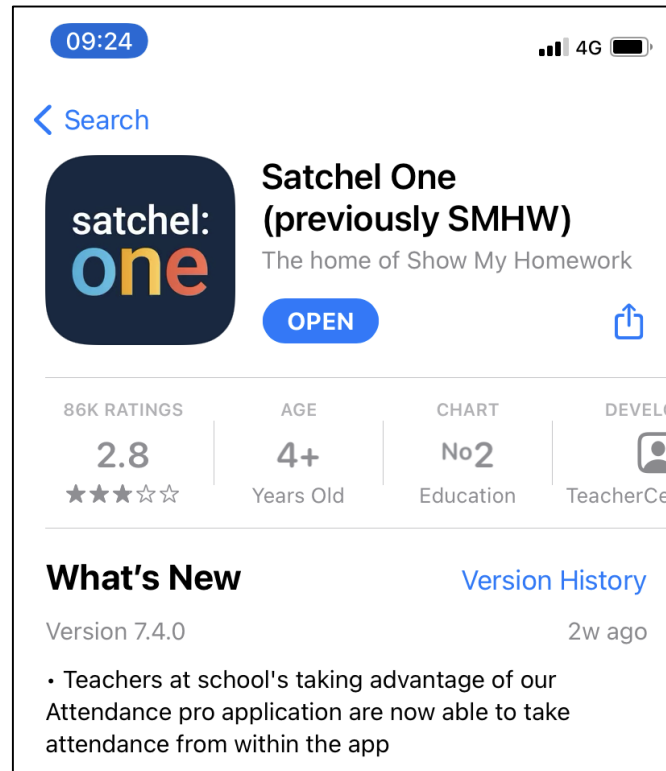 09:24
4G
Search
satchel:
one
Satchel One
(previously SMHW)
The home of Show My Homework
OPEN
86K RATINGS
AGE
CHART
DEVELO
2.8
4+
No2
Years Old
Education
TeacherCe
What's New
Version History
Version 7.4.0
2w ago
• Teachers at school's taking advantage of our
Attendance pro application are now able to take
attendance from within the app